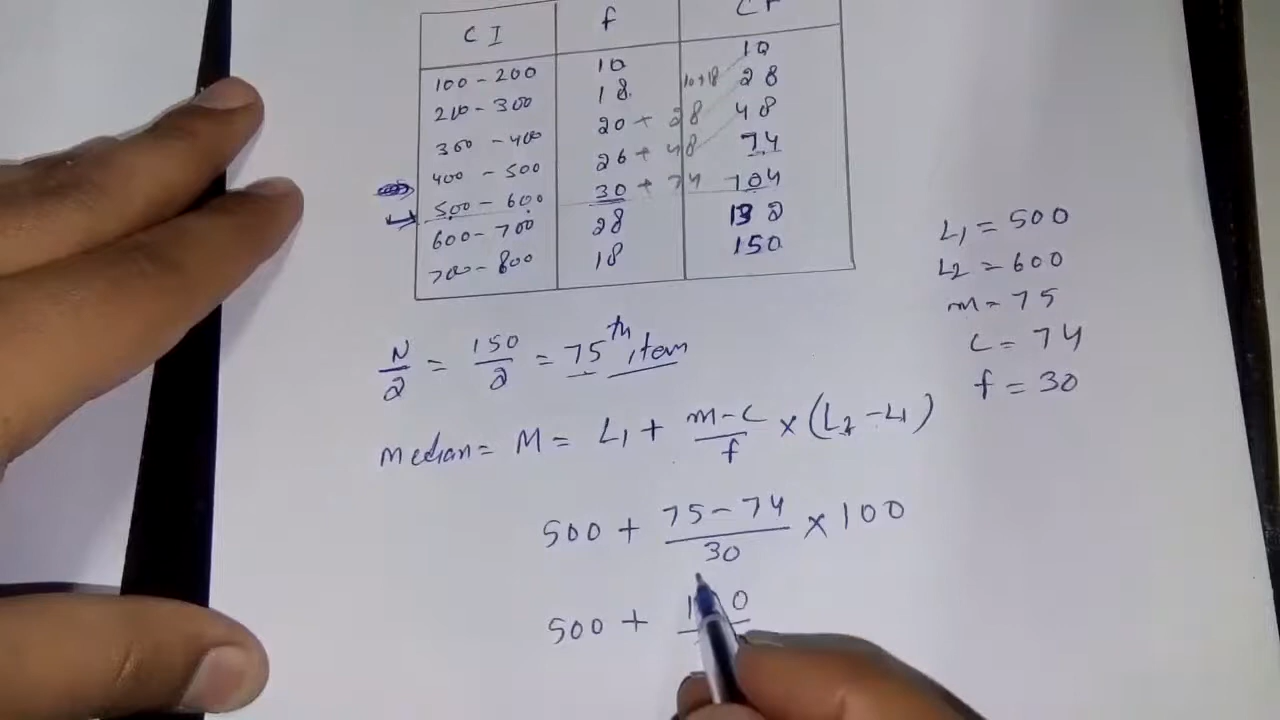 C I f CF
100 - 200 10 10
200 - 300 18 10+18 28
300 - 400 20 + 28 48
400 - 500 26 + 48 74
500 - 600 30 + 74 104
600 - 700 28 132
700 - 800 18 150
L1 = 500
L2 = 600
m = 75
C = 74
f = 30
N/2 = 150/2 = 75th item
Median = M = L1 + m-c/f × (L2 - L1)
500 + 75-74/30 × 100
500 +